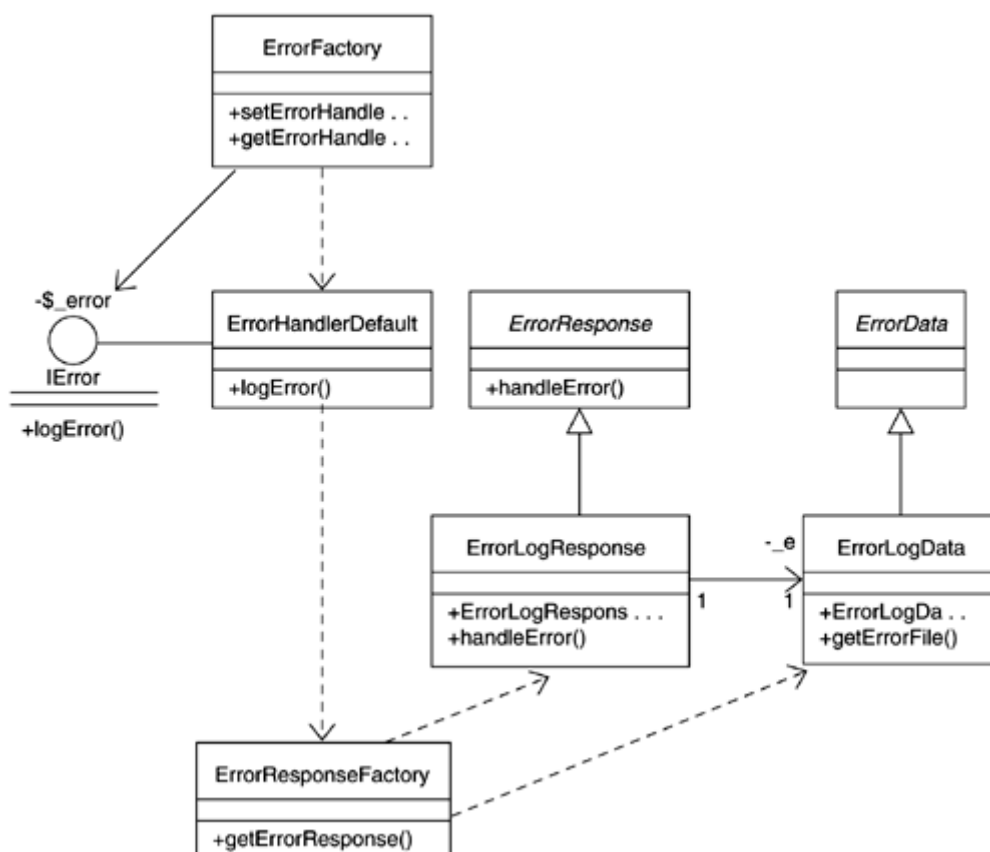 ErrorFactory
+setErrorHandle . .
+getErrorHandle . .
-$_error
IError
+logError()
ErrorHandlerDefault
+logError()
ErrorResponse
+handleError()
ErrorData
ErrorLogResponse
+ErrorLogRespons . . .
+handleError()
-_e
1
1
ErrorLogData
+ErrorLogDa . .
+getErrorFile()
ErrorResponseFactory
+getErrorResponse()